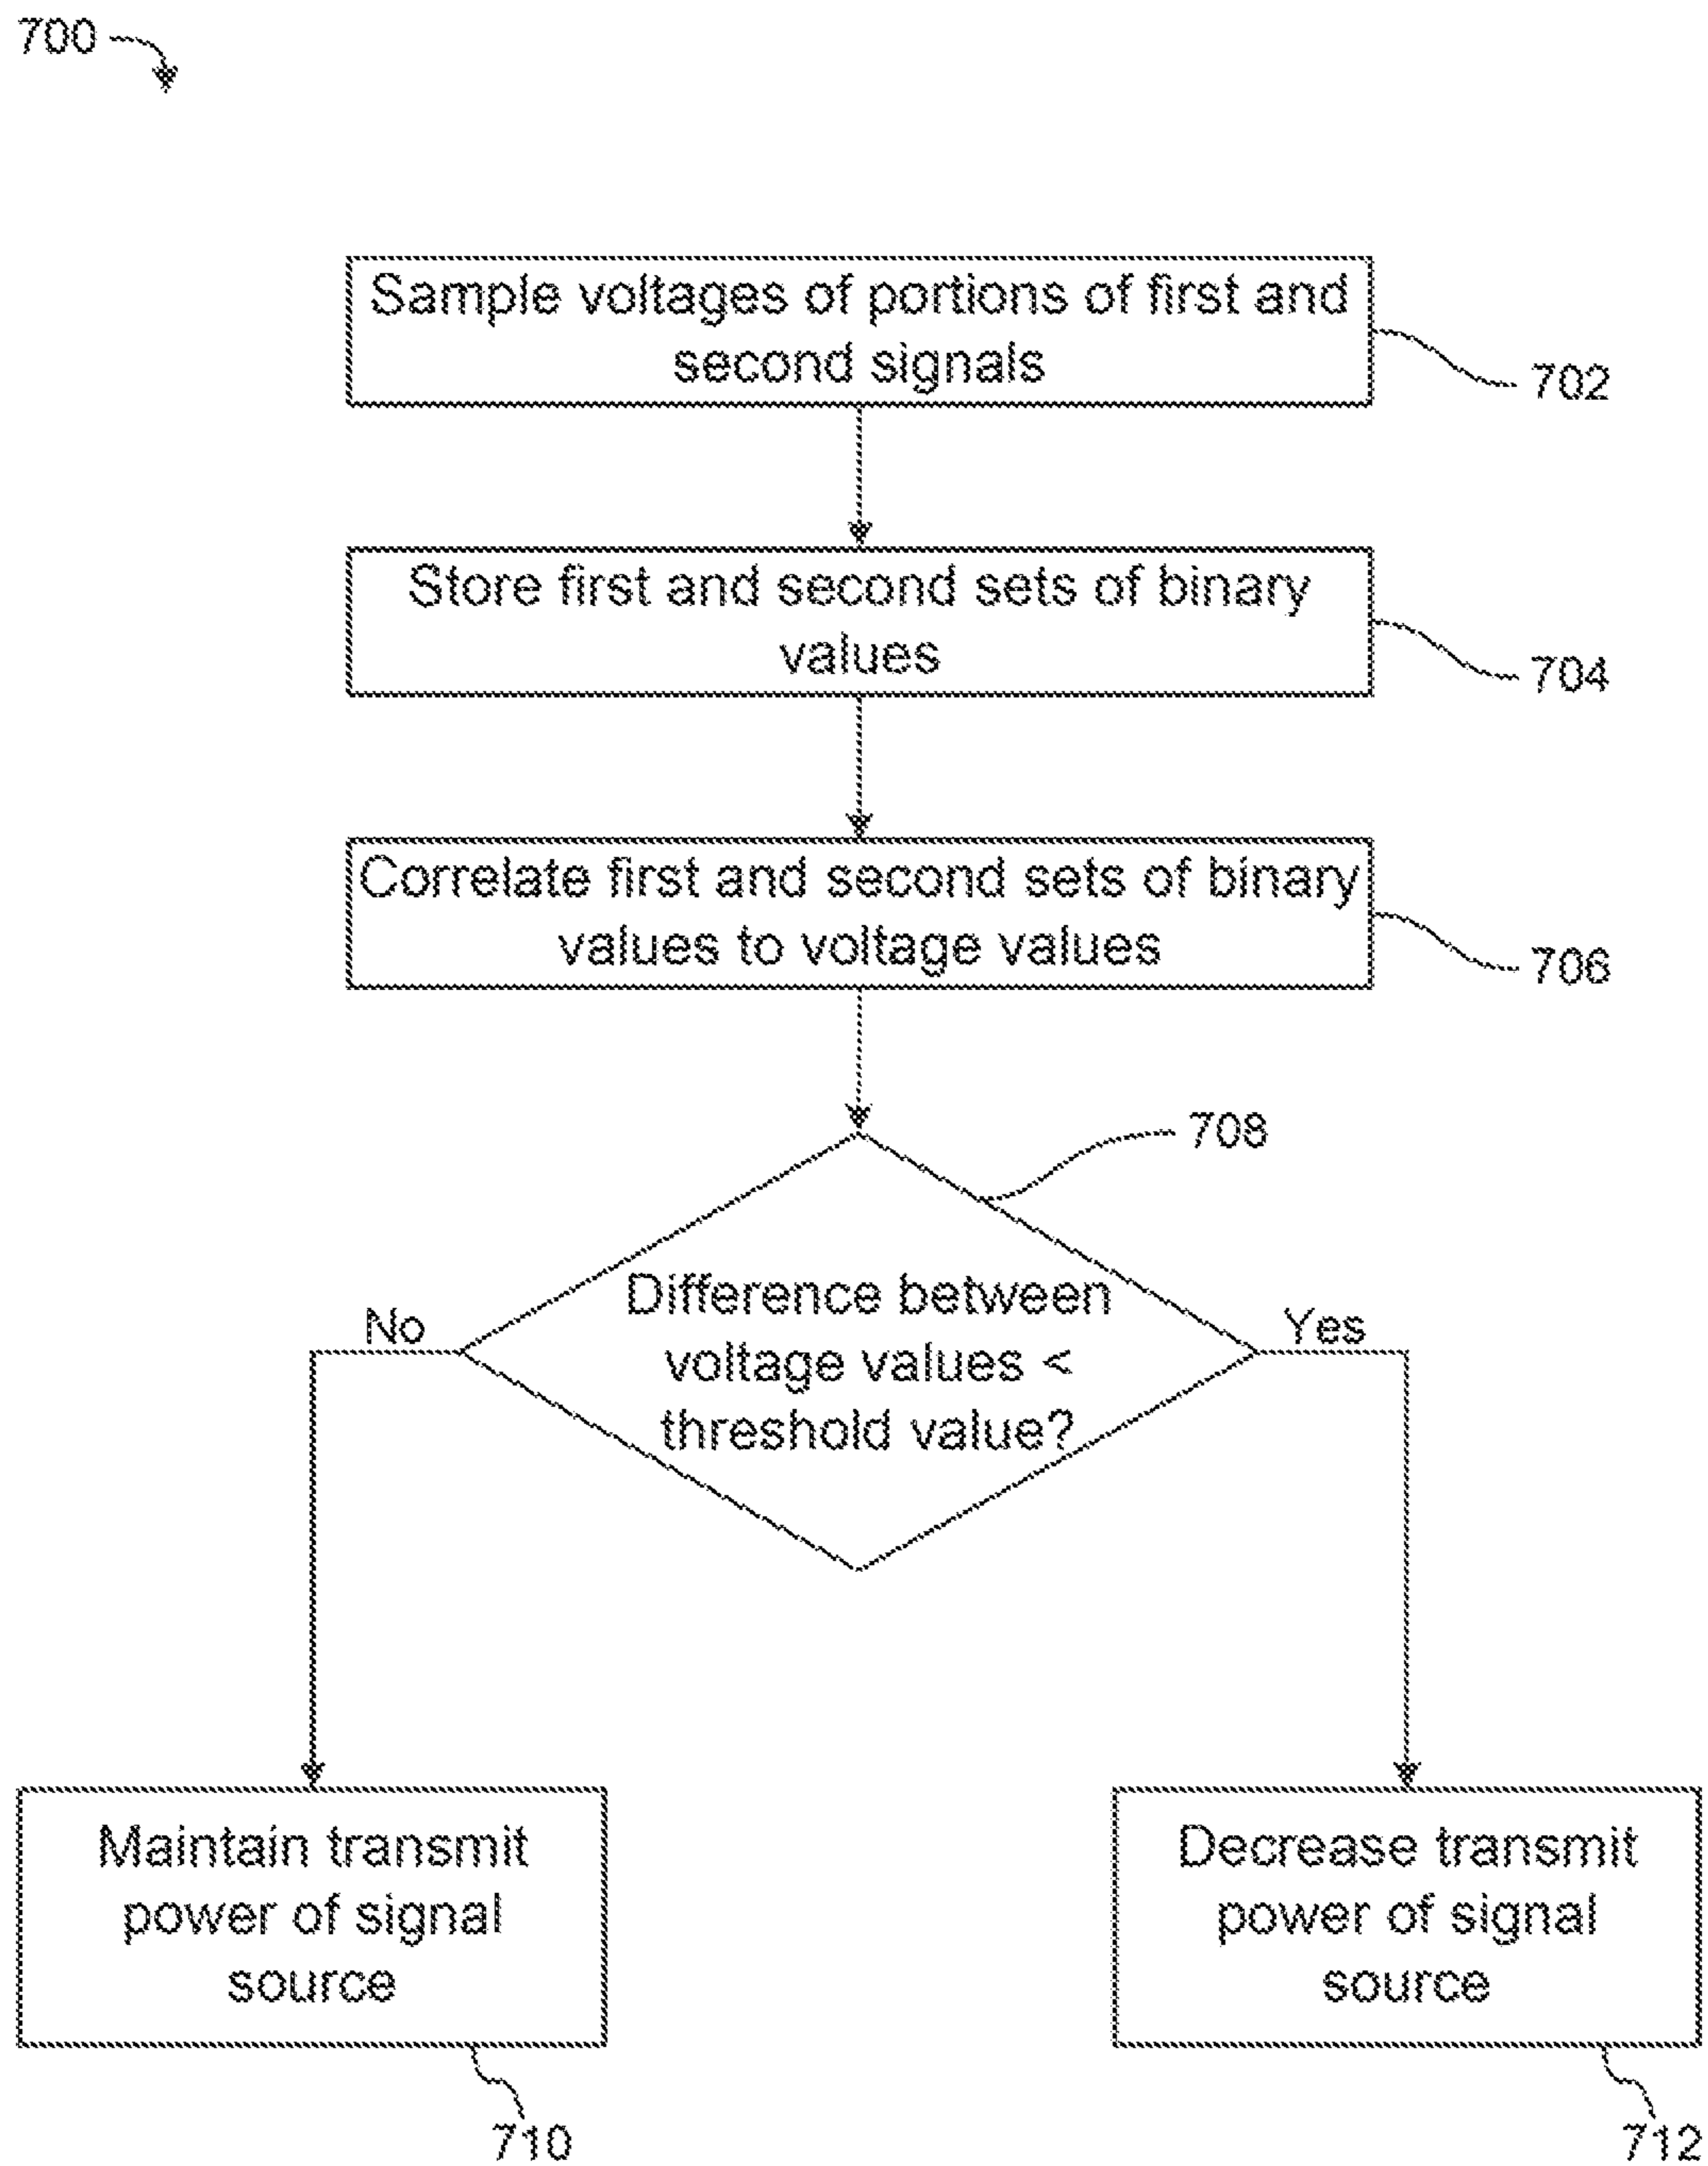 700
Sample voltages of portions of first and
second signals
702
Store first and second sets of binary
values
704
Correlate first and second sets of binary
values to voltage values
706
708
Difference between
voltage values <
threshold value?
No
Yes
Maintain transmit
power of signal
source
710
Decrease transmit
power of signal
source
712